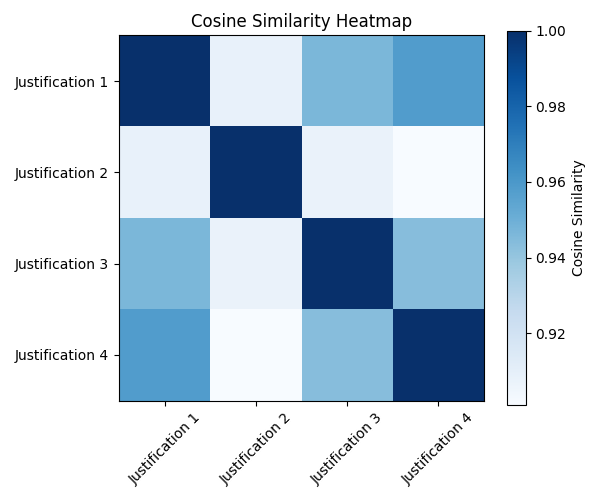 Cosine Similarity Heatmap
Justification 1
Justification 2
Justification 3
Justification 4
Justification 1
Justification 2
Justification 3
Justification 4
1.00
0.98
0.96
0.94
0.92
Cosine Similarity